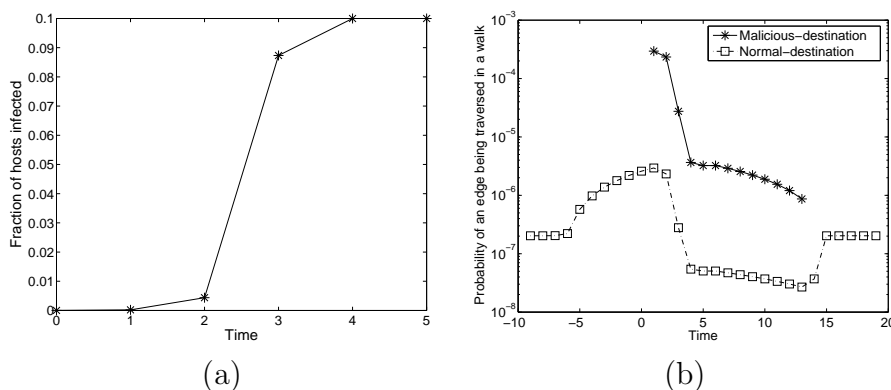 0.1
0.09
0.08
0.07
0.06
0.05
0.04
0.03
0.02
0.01
0
0 1 2 3 4 5
Time
Fraction of hosts infected
(a)
10^−3
10^−4
10^−5
10^−6
10^−7
10^−8
−10 −5 0 5 10 15 20
Time
Probability of an edge being traversed in a walk
Malicious−destination
Normal−destination
(b)